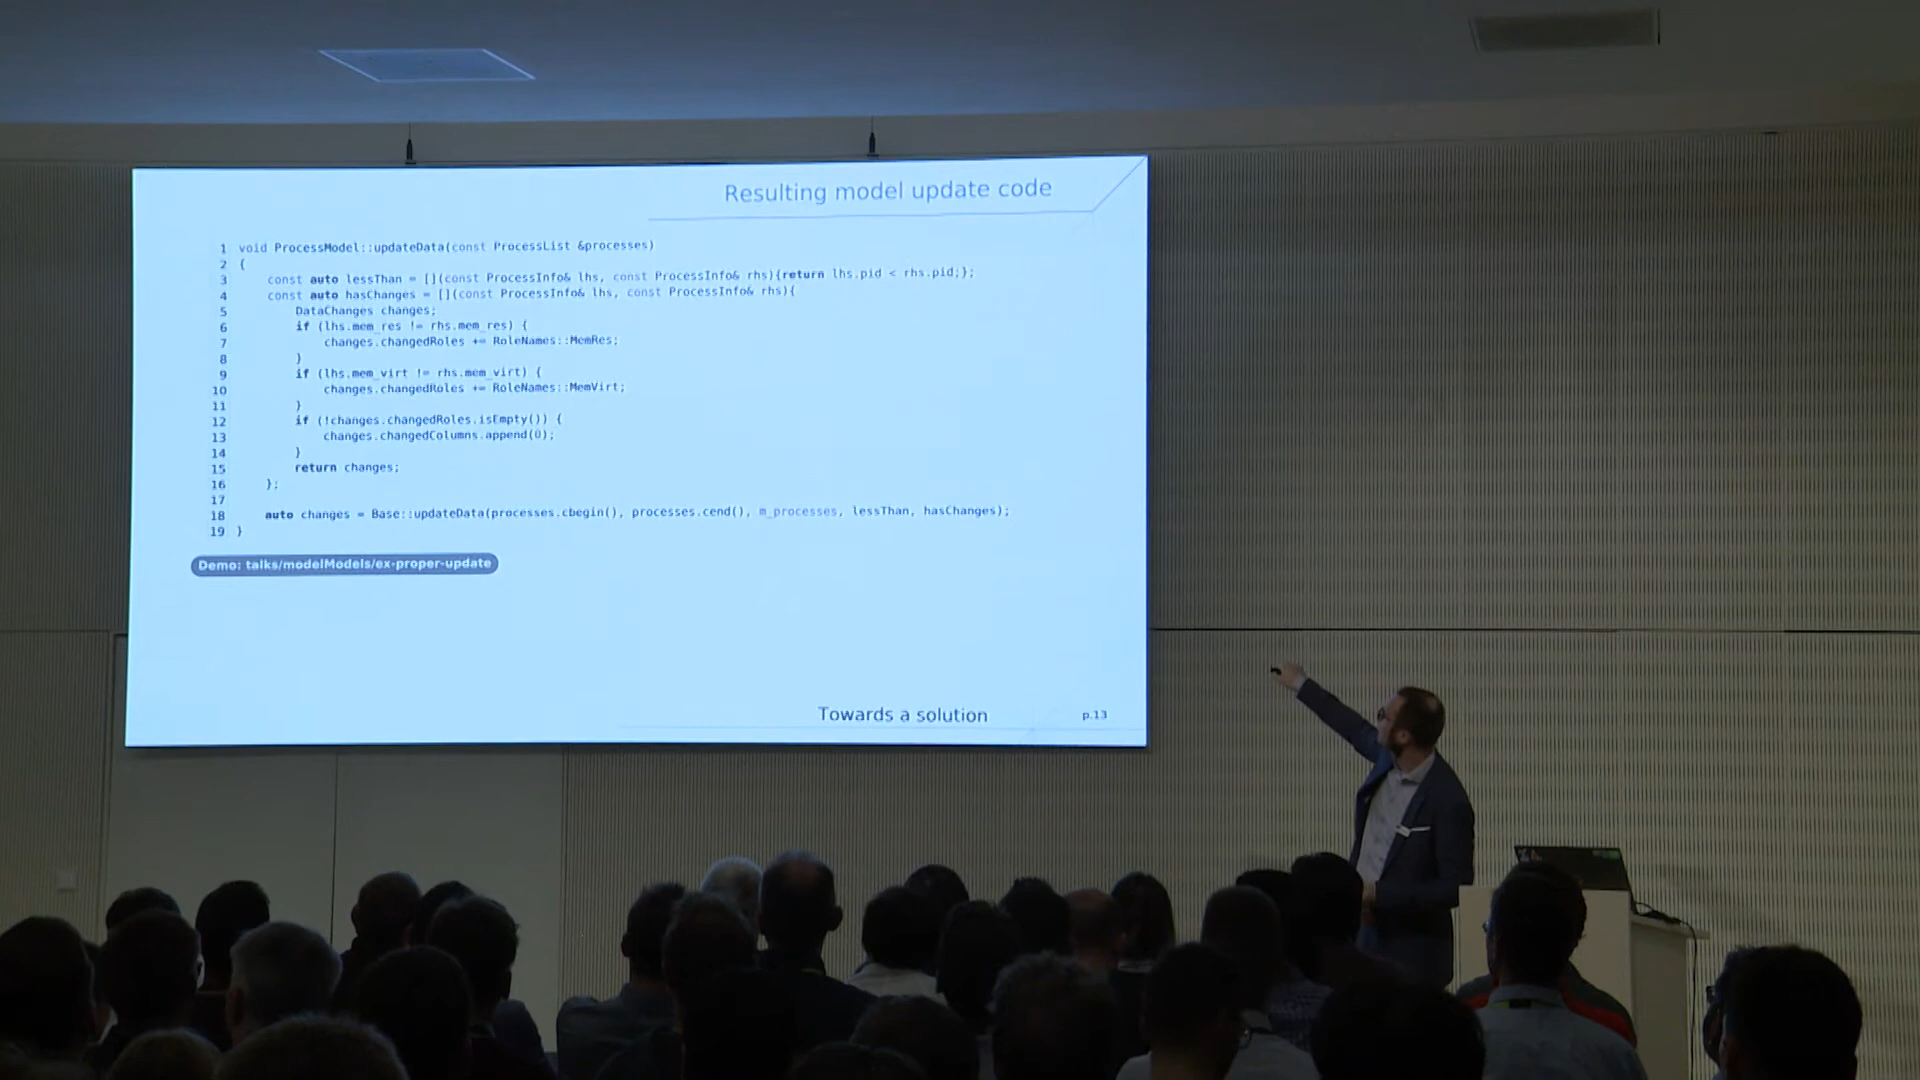 Resulting model update code
1 void ProcessModel::updateData(const ProcessList &processes)
2 {
3 const auto lessThan = [](const ProcessInfo& lhs, const ProcessInfo& rhs){return lhs.pid < rhs.pid;};
4 const auto hasChanges = [](const ProcessInfo& lhs, const ProcessInfo& rhs){
5 DataChanges changes;
6 if (lhs.mem_res != rhs.mem_res) {
7 changes.changedRoles += RoleNames::MemRes;
8 }
9 if (lhs.mem_virt != rhs.mem_virt) {
10 changes.changedRoles += RoleNames::MemVirt;
11 }
12 if (!changes.changedRoles.isEmpty()) {
13 changes.changedColumns.append(0);
14 }
15 return changes;
16 };
17
18 auto changes = Base::updateData(processes.cbegin(), processes.cend(), m_processes, lessThan, hasChanges);
19 }
Demo: talks/modelModels/ex-proper-update
Towards a solution p.13